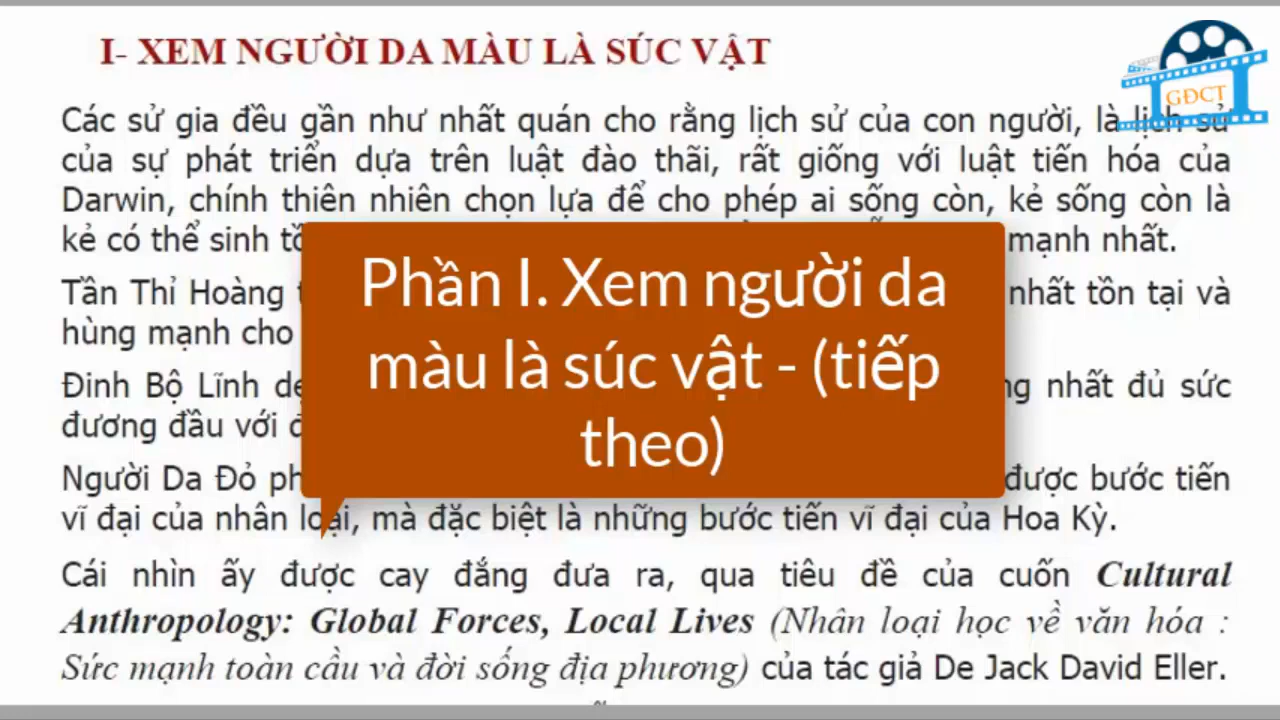 I- XEM NGƯỜI DA MÀU LÀ SÚC VẬT
GĐCT
Các sử gia đều gần như nhất quán cho rằng lịch sử của con người, là lịch sử
của sự phát triển dựa trên luật đào thãi, rất giống với luật tiến hóa của
Darwin, chính thiên nhiên chọn lựa để cho phép ai sống còn, kẻ sống còn là
kẻ có thể sinh mạnh nhất.
Tần Thỉ Hoàng nhất tồn tại và
hùng mạnh cho
Đinh Bộ Lĩnh nhất đủ sức
đương đầu với
Người Da Đỏ được bước tiến
vĩ đại của nhân loại, mà đặc biệt là những bước tiến vĩ đại của Hoa Kỳ.
Cái nhìn ấy được cay đắng đưa ra, qua tiêu đề của cuốn Cultural
Anthropology: Global Forces, Local Lives (Nhân loại học về văn hóa :
Sức mạnh toàn cầu và đời sống địa phương) của tác giả De Jack David Eller.
Phần I. Xem người da
màu là súc vật - (tiếp
theo)